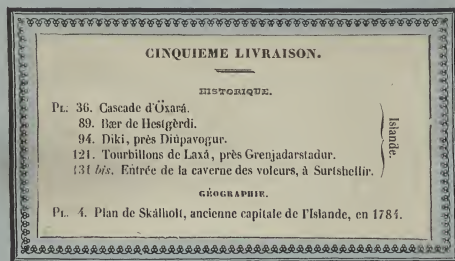 CINQUIEME LIVRAISON.
HISTORIQUE.
PL. 36. Cascade d'Öxará.
89. Bær de Hestgèrdi.
94. Diki, près Diùpavogur.
121. Tourbillons de Laxá, près Grenjadarstadur.
131 bis. Entrée de la caverne des voleurs, à Surtshellír.
Islande.
GÉOGRAPHIE.
PL. 4. Plan de Skálholt, ancienne capitale de l'Islande, en 1784.